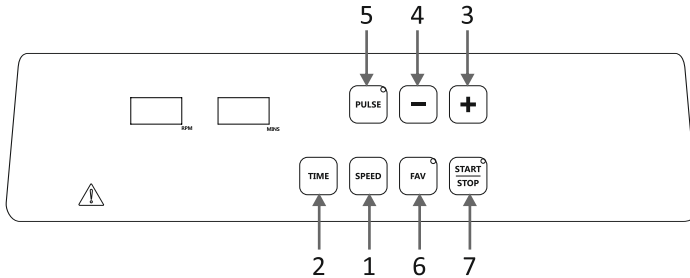 5 4 3
PULSE − +
RPM MINS
TIME SPEED FAV START
STOP
2 1 6 7